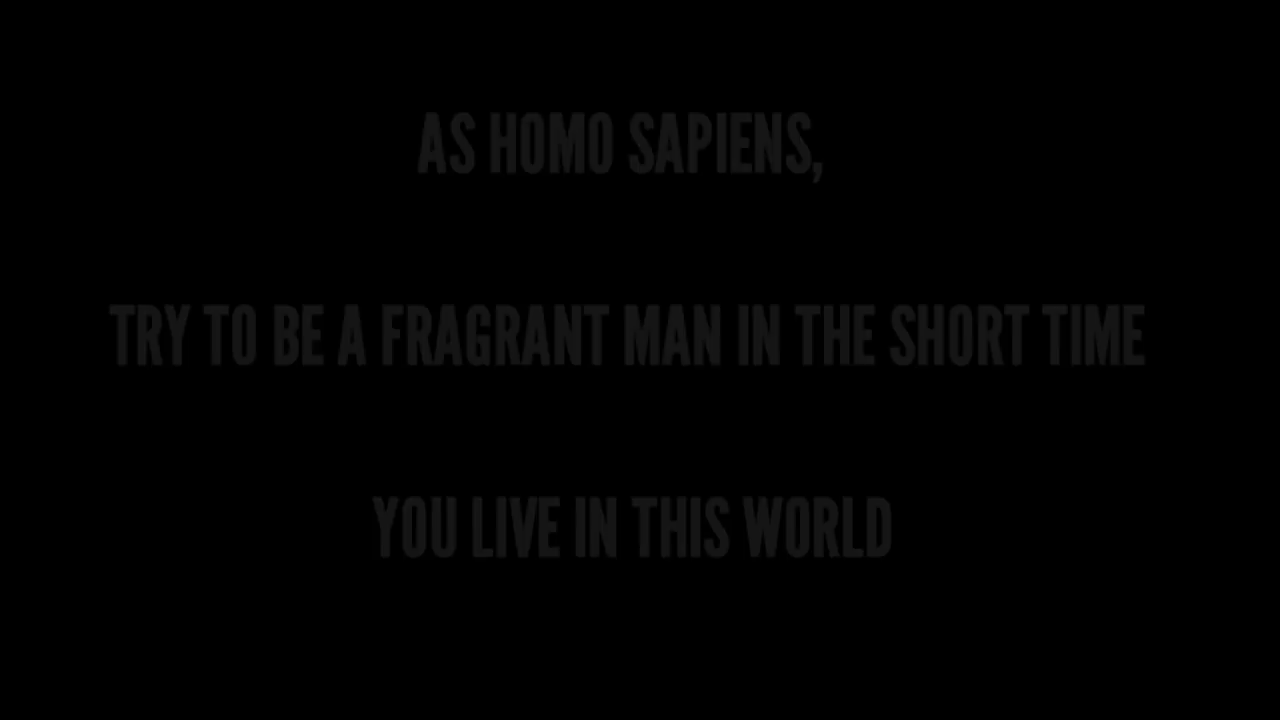 AS HOMO SAPIENS,
TRY TO BE A FRAGRANT MAN IN THE SHORT TIME
YOU LIVE IN THIS WORLD